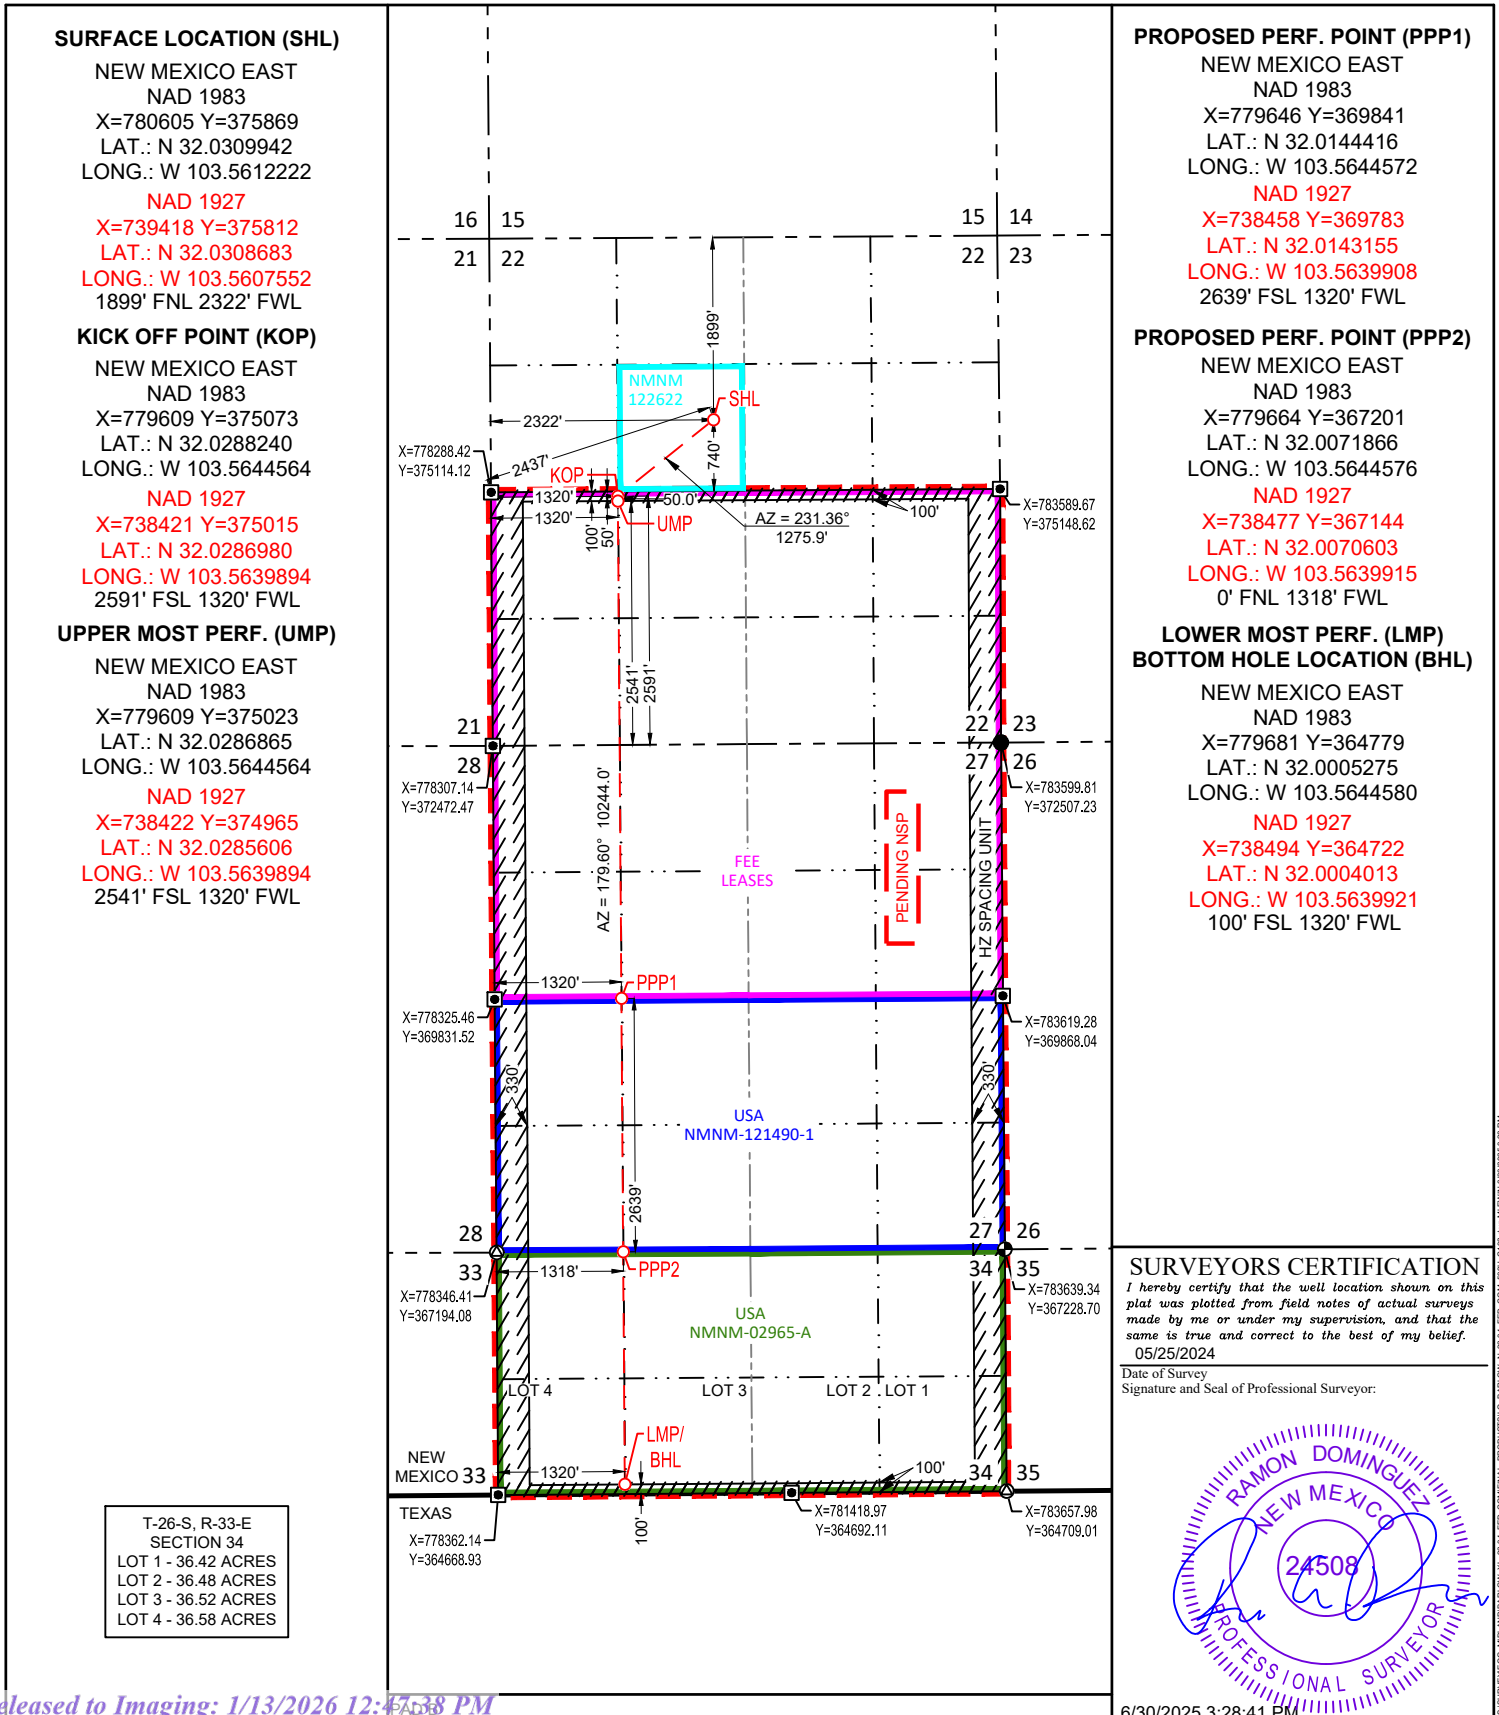 SURFACE LOCATION (SHL)
NEW MEXICO EAST
NAD 1983
X=780605 Y=375869
LAT.: N 32.0309942
LONG.: W 103.5612222
NAD 1927
X=739418 Y=375812
LAT.: N 32.0308683
LONG.: W 103.5607552
1899' FNL 2322' FWL
KICK OFF POINT (KOP)
NEW MEXICO EAST
NAD 1983
X=779609 Y=375073
LAT.: N 32.0288240
LONG.: W 103.5644564
NAD 1927
X=738421 Y=375015
LAT.: N 32.0286980
LONG.: W 103.5639894
2591' FSL 1320' FWL
UPPER MOST PERF. (UMP)
NEW MEXICO EAST
NAD 1983
X=779609 Y=375023
LAT.: N 32.0286865
LONG.: W 103.5644564
NAD 1927
X=738422 Y=374965
LAT.: N 32.0285606
LONG.: W 103.5639894
2541' FSL 1320' FWL
T-26-S, R-33-E
SECTION 34
LOT 1 - 36.42 ACRES
LOT 2 - 36.48 ACRES
LOT 3 - 36.52 ACRES
LOT 4 - 36.58 ACRES
16 15
21 22
15 14
22 23
1899'
NMNM
122622
SHL
2322'
2437'
740'
X=778288.42
Y=375114.12
KOP
1320'
50.0'
1320'
UMP
100'
50'
AZ = 231.36°
1275.9'
100'
X=783589.67
Y=375148.62
2541'
2591'
21
28
22 23
27 26
X=778307.14
Y=372472.47
X=783599.81
Y=372507.23
AZ = 179.60° 10244.0'
FEE
LEASES
PENDING NSP
HZ SPACING UNIT
1320'
PPP1
X=778325.46
Y=369831.52
X=783619.28
Y=369868.04
330'
330'
USA
NMNM-121490-1
2639'
28
33
27 26
34 35
1318'
PPP2
X=778346.41
Y=367194.08
X=783639.34
Y=367228.70
USA
NMNM-02965-A
LOT 4
LOT 3
LOT 2
LOT 1
LMP/
BHL
NEW
MEXICO
33
1320'
100'
34 35
TEXAS
100'
X=778362.14
Y=364668.93
X=781418.97
Y=364692.11
X=783657.98
Y=364709.01
PROPOSED PERF. POINT (PPP1)
NEW MEXICO EAST
NAD 1983
X=779646 Y=369841
LAT.: N 32.0144416
LONG.: W 103.5644572
NAD 1927
X=738458 Y=369783
LAT.: N 32.0143155
LONG.: W 103.5639908
2639' FSL 1320' FWL
PROPOSED PERF. POINT (PPP2)
NEW MEXICO EAST
NAD 1983
X=779664 Y=367201
LAT.: N 32.0071866
LONG.: W 103.5644576
NAD 1927
X=738477 Y=367144
LAT.: N 32.0070603
LONG.: W 103.5639915
0' FNL 1318' FWL
LOWER MOST PERF. (LMP)
BOTTOM HOLE LOCATION (BHL)
NEW MEXICO EAST
NAD 1983
X=779681 Y=364779
LAT.: N 32.0005275
LONG.: W 103.5644580
NAD 1927
X=738494 Y=364722
LAT.: N 32.0004013
LONG.: W 103.5639921
100' FSL 1320' FWL
SURVEYORS CERTIFICATION
I hereby certify that the well location shown on this
plat was plotted from field notes of actual surveys
made by me or under my supervision, and that the
same is true and correct to the best of my belief.
05/25/2024
Date of Survey
Signature and Seal of Professional Surveyor:
RAMON DOMINGUEZ
NEW MEXICO
24508
PROFESSIONAL SURVEYOR
6/30/2025 3:28:41 PM
eleased to Imaging: 1/13/2026 12:47:38 PM